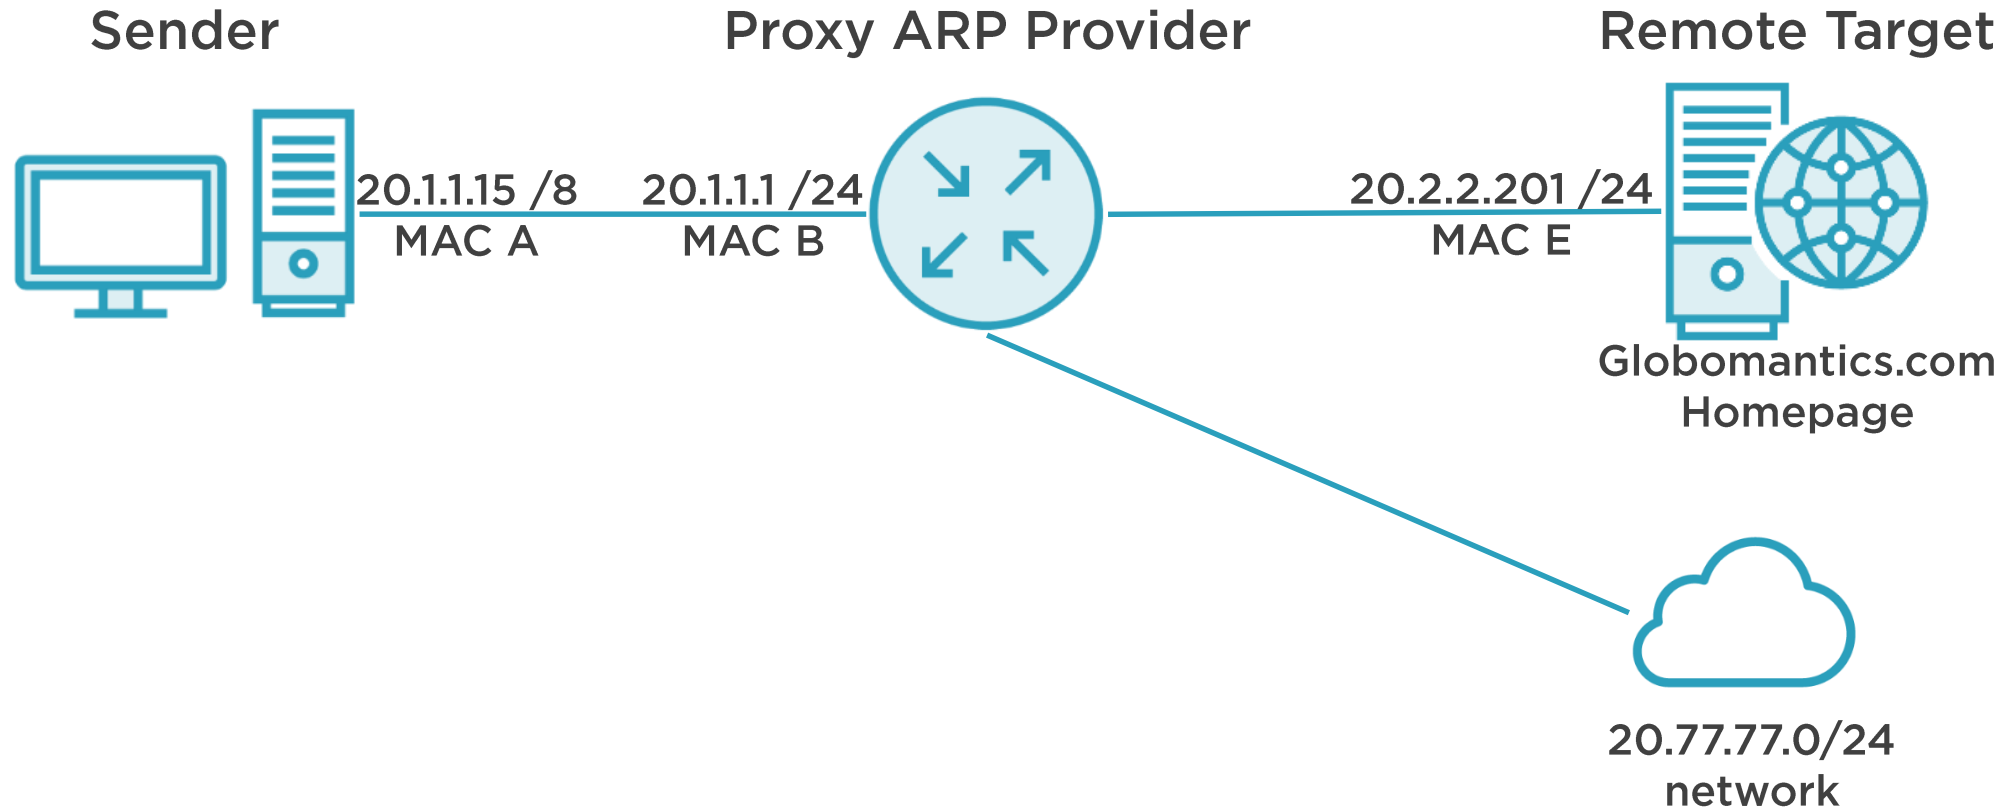 Sender
Proxy ARP Provider
Remote Target
20.1.1.15 /8
MAC A
20.1.1.1 /24
MAC B
20.2.2.201 /24
MAC E
Globomantics.com
Homepage
20.77.77.0/24
network